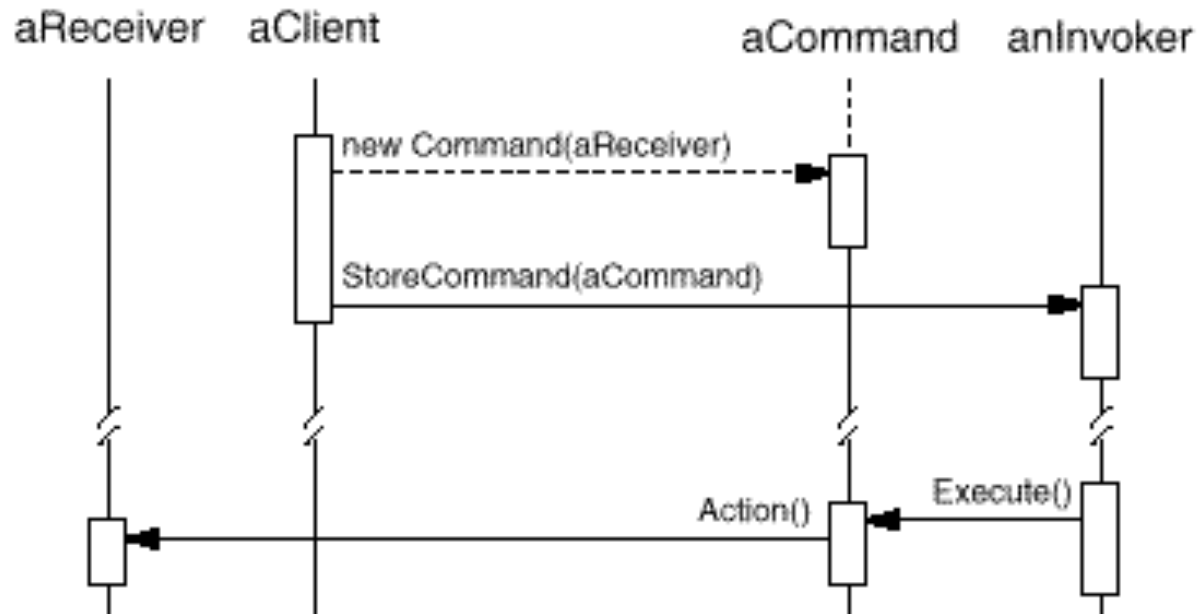 aReceiver aClient aCommand anInvoker
new Command(aReceiver)
StoreCommand(aCommand)
Execute()
Action()